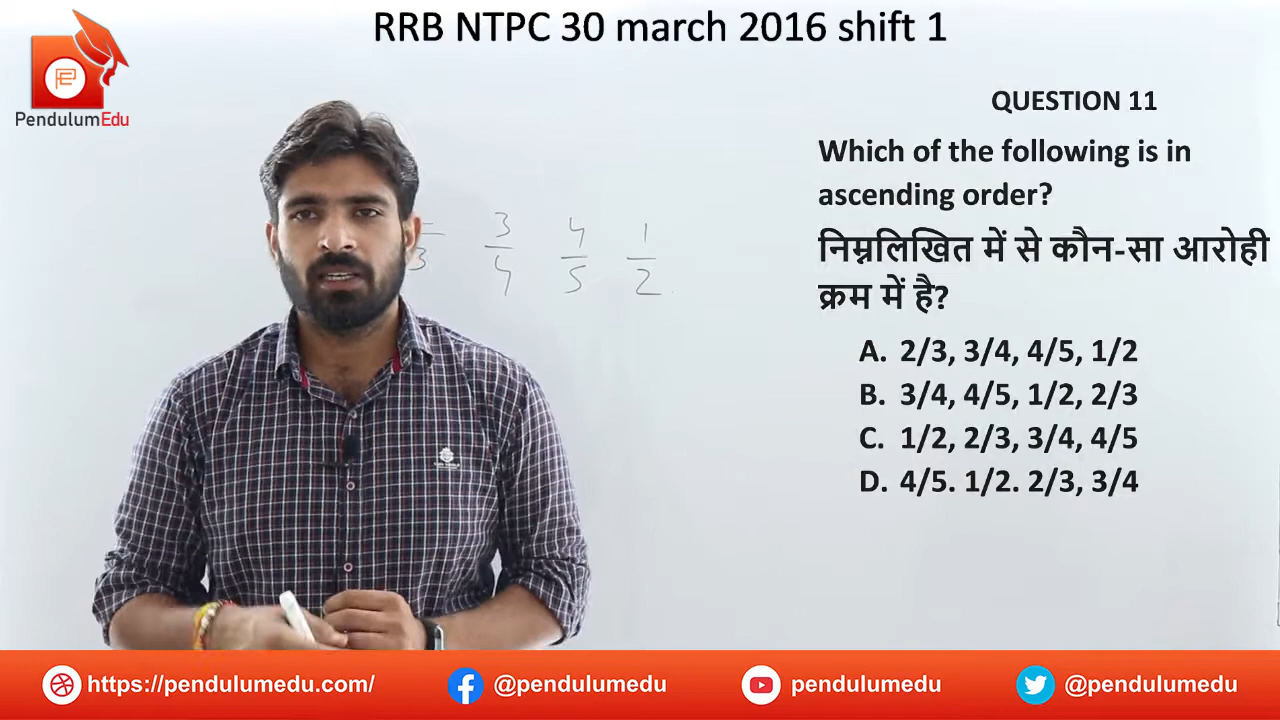 RRB NTPC 30 march 2016 shift 1
PendulumEdu
QUESTION 11
Which of the following is in
ascending order?
निम्नलिखित में से कौन-सा आरोही
क्रम में है?
A. 2/3, 3/4, 4/5, 1/2
B. 3/4, 4/5, 1/2, 2/3
C. 1/2, 2/3, 3/4, 4/5
D. 4/5. 1/2. 2/3, 3/4
3 4 1
3 4 5 2
https://pendulumedu.com/ @pendulumedu pendulumedu @pendulumedu